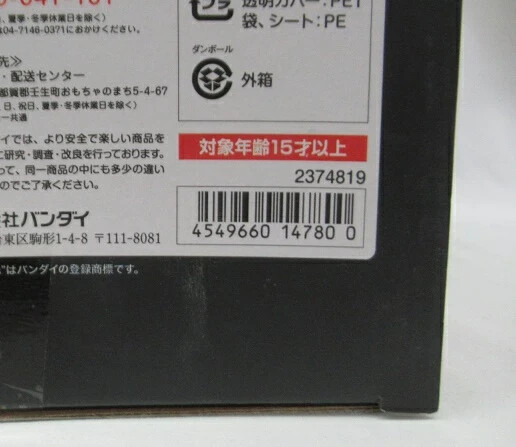 、夏季・冬季休業日を除く)
04-7146-0371におかけください。
先≫
・配送センター
都賀郡壬生町おもちゃのまち5-4-67
日、祝日、夏季・冬季休業日を除く)
ー共通
イでは、より安全で楽しい商品を
に研究・調査・改良を行っております。
って、同一商品の中にも多少の違い
のでご了承ください。
会社バンダイ
台東区駒形1-4-8 〒111-8081
"はバンダイの登録商標です。
プラ
透明カバー:PET
袋、シート:PE
ダンボール
外箱
対象年齢15才以上
2374819
4549660 14780 0